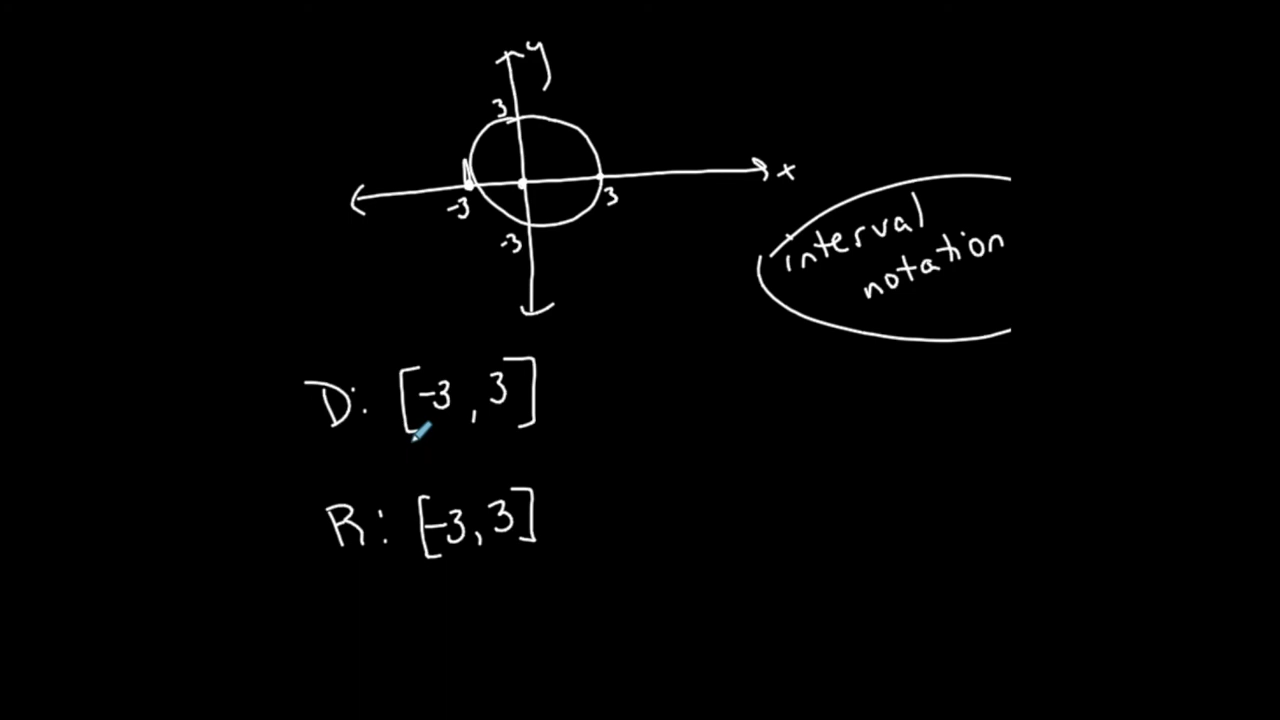 y
3
x
-3
3
-3
interval
notation
D: [-3, 3]
R: [-3, 3]